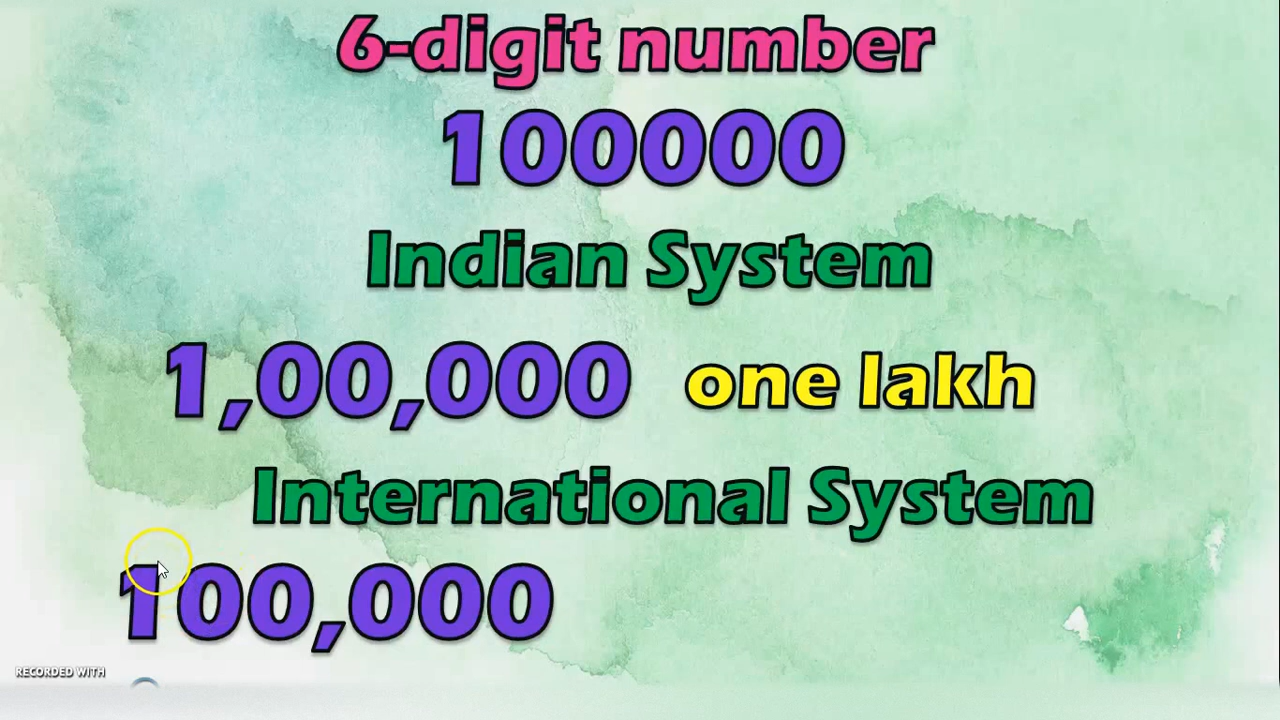 6-digit number
100000
Indian System
1,00,000 one lakh
International System
100,000
RECORDED WITH